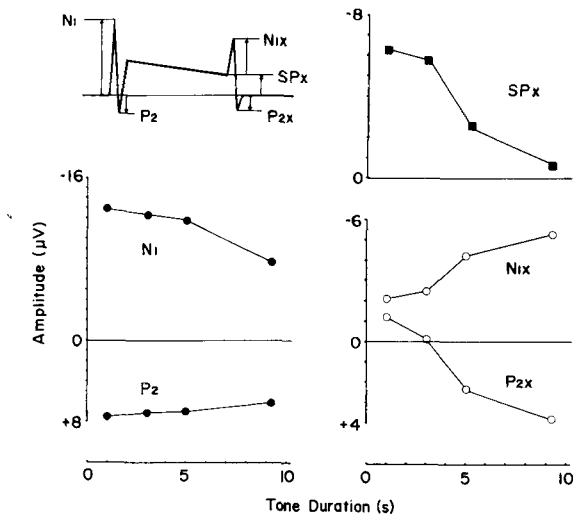 N1
N1x
SPx
P2
P2x
-8
SPx
0
-16
N1
0
P2
+8
-6
N1x
0
P2x
+4
Amplitude (μV)
0 5 10
0 5 10
Tone Duration (s)